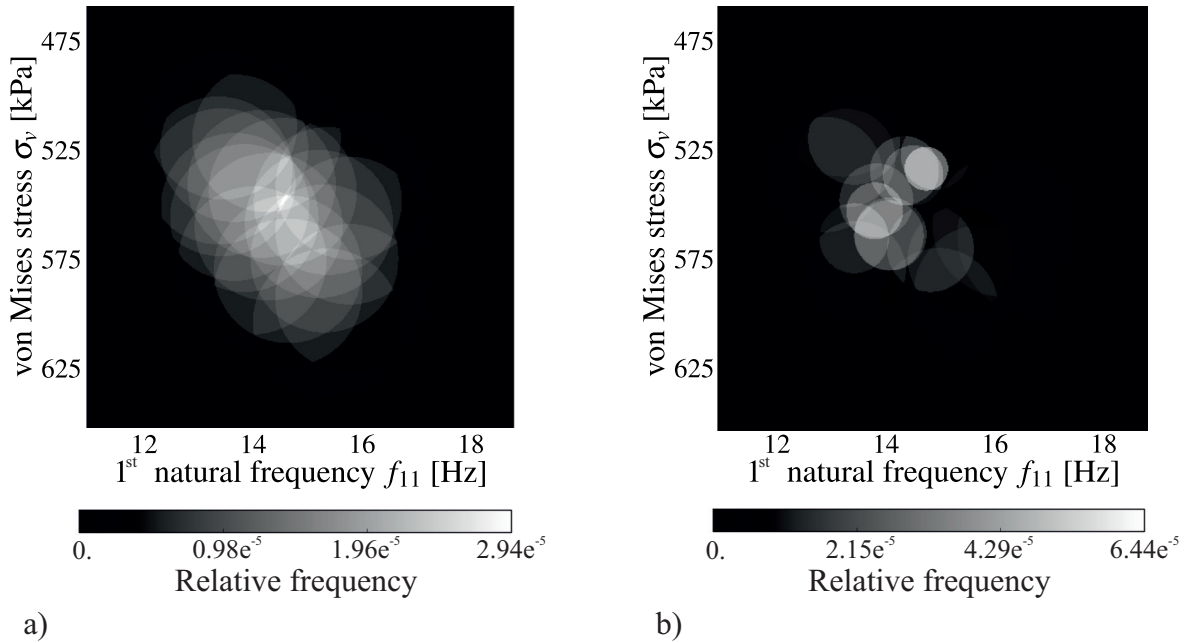 475
525
575
625
von Mises stress σv [kPa]
12 14 16 18
1st natural frequency f11 [Hz]
0. 0.98e-5 1.96e-5 2.94e-5
Relative frequency
a)
475
525
575
625
von Mises stress σv [kPa]
12 14 16 18
1st natural frequency f11 [Hz]
0. 2.15e-5 4.29e-5 6.44e-5
Relative frequency
b)